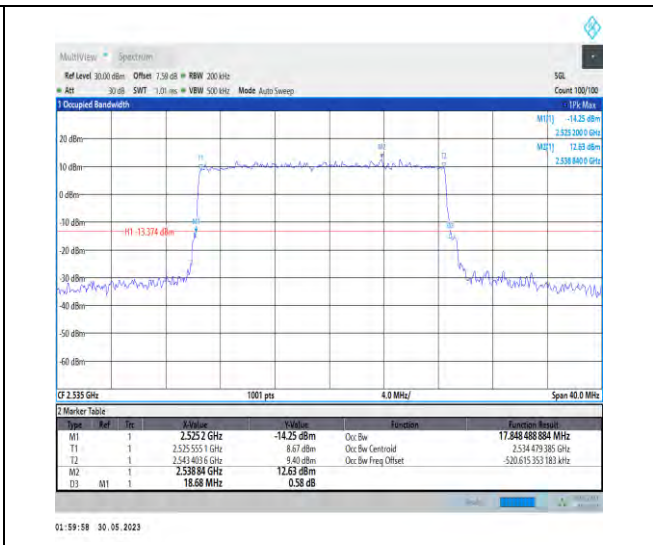 MultiView Spectrum
Ref Level 30.00 dBm Offset 7.59 dB RBW 200 kHz SGL
Att 30 dB SWT 1.01 ms VBW 500 kHz Mode Auto Sweep Count 100/100
1 Occupied Bandwidth 1Pk Max
M1[1] -14.25 dBm
2.525 200 0 GHz
M2[1] 12.63 dBm
2.538 840 0 GHz
20 dBm
M2
T1
T2
10 dBm
0 dBm
-10 dBm
H1 -13.374 dBm
-20 dBm
-30 dBm
-40 dBm
-50 dBm
-60 dBm
CF 2.535 GHz 1001 pts 4.0 MHz/ Span 40.0 MHz
2 Marker Table
Type Ref Trc X-Value Y-Value Function Function Result
M1 1 2.525 2 GHz -14.25 dBm Occ Bw 17.848 488 884 MHz
T1 1 2.525 555 1 GHz 8.67 dBm Occ Bw Centroid 2.534 479 385 GHz
T2 1 2.543 403 6 GHz 9.40 dBm Occ Bw Freq Offset -520.615 353 183 kHz
M2 1 2.538 84 GHz 12.63 dBm
D3 M1 1 18.68 MHz 0.58 dB
01:59:58 30.05.2023